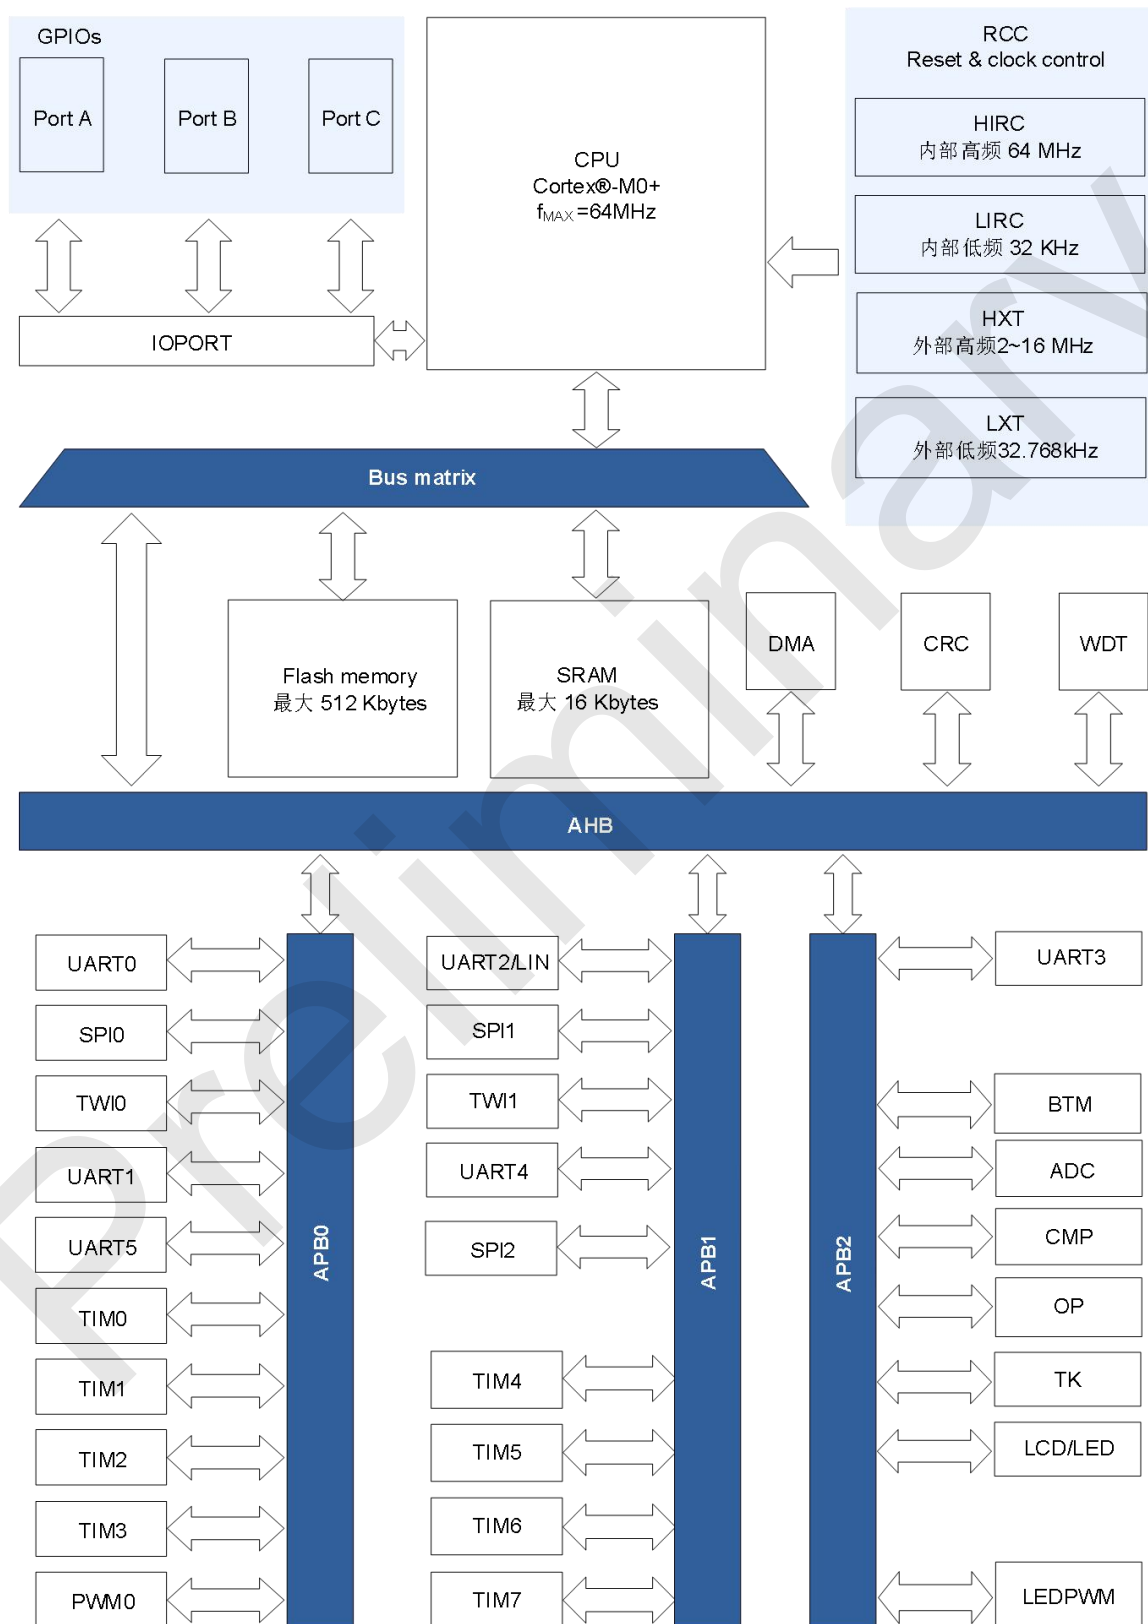 GPIOs
Port A
Port B
Port C
IOPORT
CPU
Cortex®-M0+
fMAX =64MHz
RCC
Reset & clock control
HIRC
内部高频 64 MHz
LIRC
内部低频 32 KHz
HXT
外部高频2~16 MHz
LXT
外部低频32.768kHz
Bus matrix
Flash memory
最大 512 Kbytes
SRAM
最大 16 Kbytes
DMA
CRC
WDT
AHB
APB0
UART0
SPI0
TWI0
UART1
UART5
TIM0
TIM1
TIM2
TIM3
PWM0
APB1
UART2/LIN
SPI1
TWI1
UART4
SPI2
TIM4
TIM5
TIM6
TIM7
APB2
UART3
BTM
ADC
CMP
OP
TK
LCD/LED
LEDPWM
Preliminary